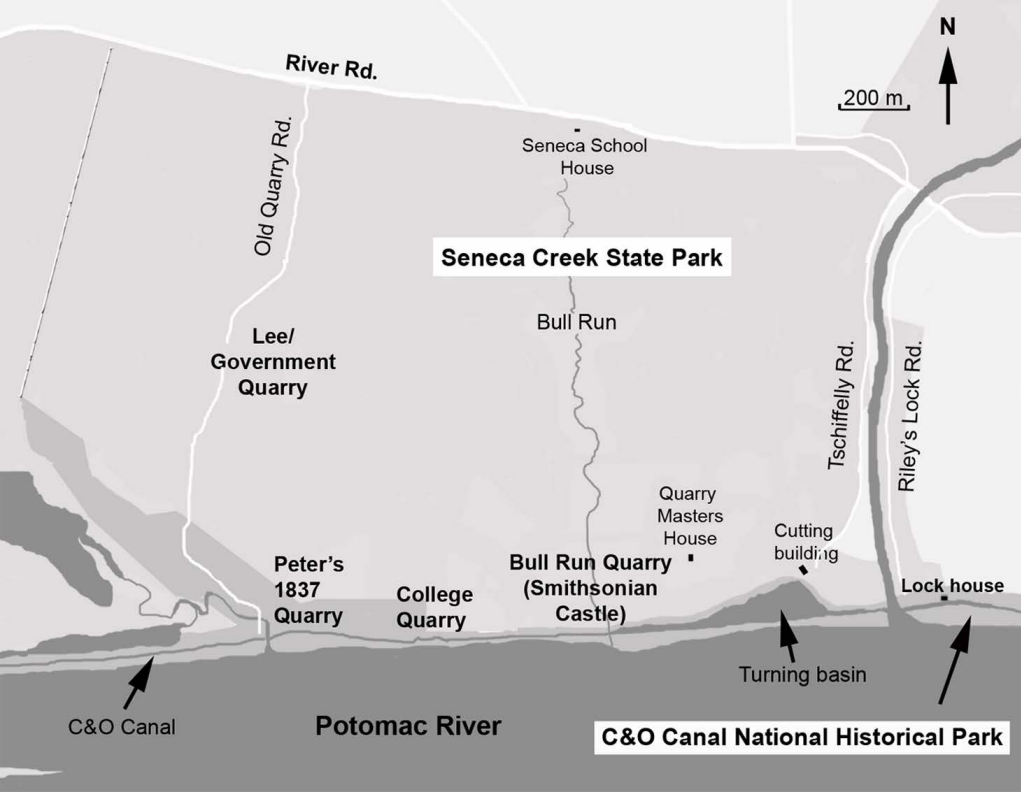 N
River Rd.
200 m
Old Quarry Rd.
Seneca School
House
Seneca Creek State Park
Bull Run
Lee/
Government
Quarry
Tschiffelly Rd.
Riley's Lock Rd.
Quarry
Masters
House
Cutting
building
Peter's
1837
Quarry
College
Quarry
Bull Run Quarry
(Smithsonian
Castle)
Lock house
Turning basin
C&O Canal
Potomac River
C&O Canal National Historical Park